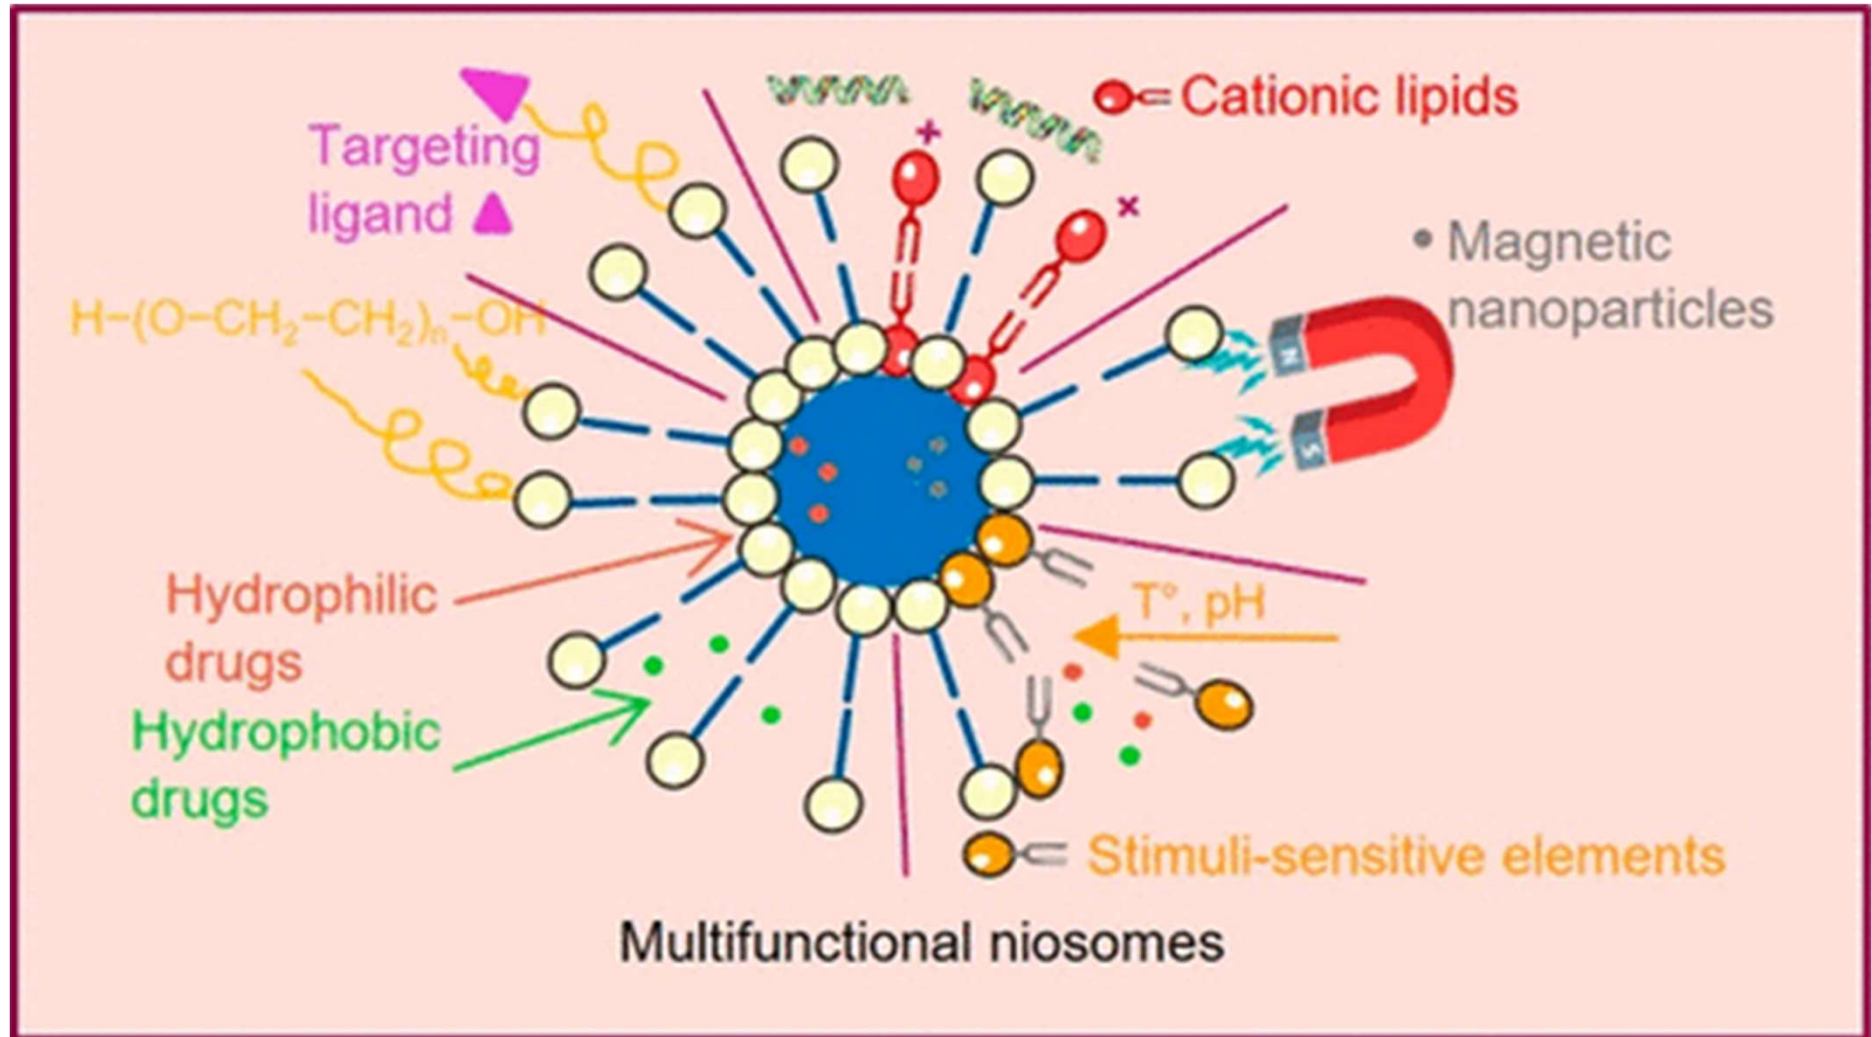 Cationic lipids
Targeting
ligand
Magnetic
nanoparticles
H-(O-CH₂-CH₂)ₙ-OH
N
S
Hydrophilic
drugs
T°, pH
Hydrophobic
drugs
Stimuli-sensitive elements
Multifunctional niosomes
+
×